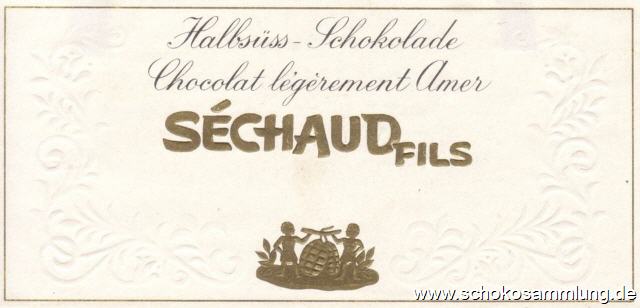 Halbsüss - Schokolade
Chocolat légèrement Amer
SÉCHAUD FILS
www.schokosammlung.de